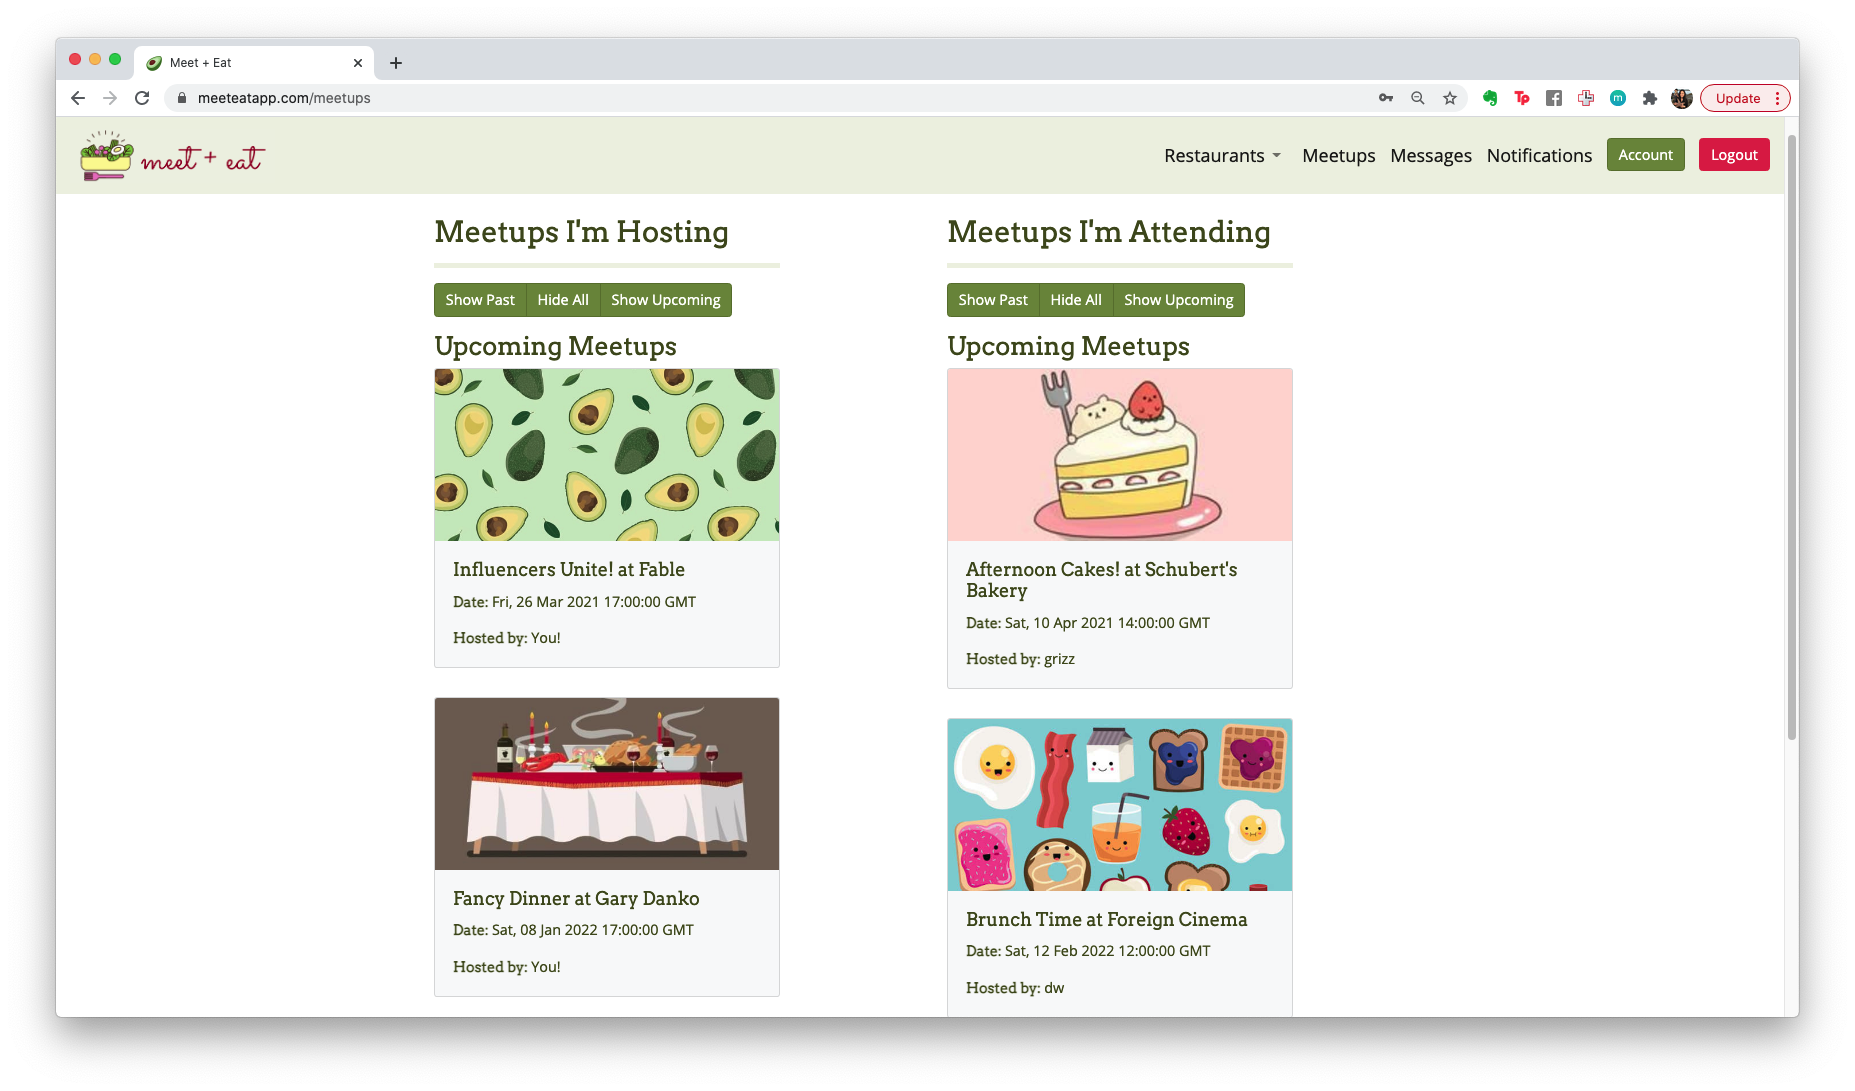 Meet + Eat
meeteatapp.com/meetups
Update
meet + eat
Restaurants
Meetups
Messages
Notifications
Account
Logout
Meetups I'm Hosting
Show Past
Hide All
Show Upcoming
Upcoming Meetups
Influencers Unite! at Fable
Date: Fri, 26 Mar 2021 17:00:00 GMT
Hosted by: You!
Fancy Dinner at Gary Danko
Date: Sat, 08 Jan 2022 17:00:00 GMT
Hosted by: You!
Meetups I'm Attending
Show Past
Hide All
Show Upcoming
Upcoming Meetups
Afternoon Cakes! at Schubert's
Bakery
Date: Sat, 10 Apr 2021 14:00:00 GMT
Hosted by: grizz
Brunch Time at Foreign Cinema
Date: Sat, 12 Feb 2022 12:00:00 GMT
Hosted by: dw